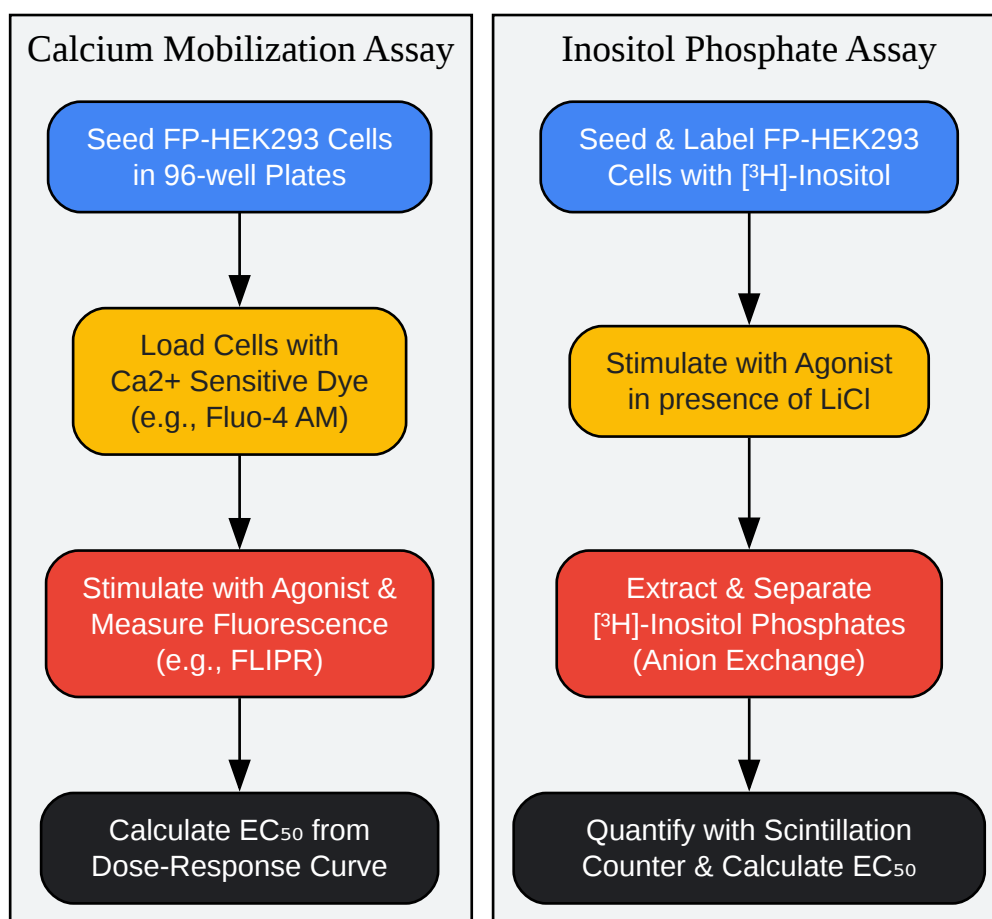 Calcium Mobilization Assay
Seed FP-HEK293 Cells
in 96-well Plates
Load Cells with
Ca2+ Sensitive Dye
(e.g., Fluo-4 AM)
Stimulate with Agonist &
Measure Fluorescence
(e.g., FLIPR)
Calculate EC₅₀ from
Dose-Response Curve
Inositol Phosphate Assay
Seed & Label FP-HEK293
Cells with [³H]-Inositol
Stimulate with Agonist
in presence of LiCl
Extract & Separate
[³H]-Inositol Phosphates
(Anion Exchange)
Quantify with Scintillation
Counter & Calculate EC₅₀